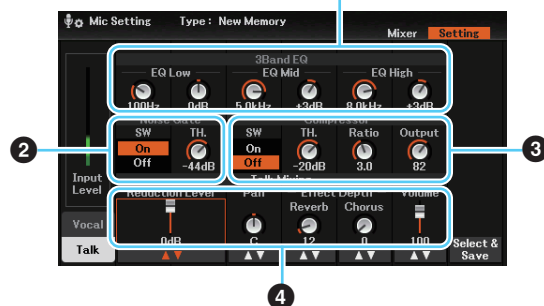 Mic Setting Type : New Memory
Mixer Setting
3Band EQ
EQ Low EQ Mid EQ High
100Hz 0dB 5.0kHz +3dB 8.0kHz +3dB
Noise Gate Compressor
SW TH. SW TH. Ratio Output
On On
Off Off
-44dB -20dB 3.0 82
2 3
Input
Level
Talk Mixing
Reduction Level Pan Effect Depth Volume
Reverb Chorus
Vocal
0dB C 12 0 100
Talk
Select &
Save
4